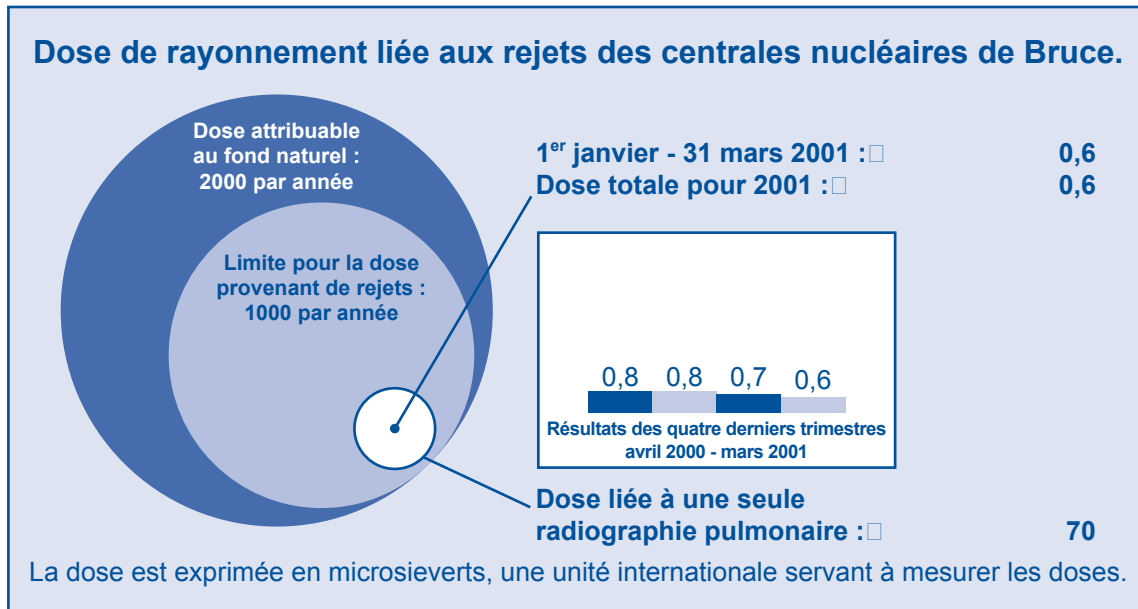 Dose de rayonnement liée aux rejets des centrales nucléaires de Bruce.
Dose attribuable
au fond naturel :
2000 par année
Limite pour la dose
provenant de rejets :
1000 par année
1er janvier - 31 mars 2001 :□ 0,6
Dose totale pour 2001 :□ 0,6
0,8 0,8 0,7 0,6
Résultats des quatre derniers trimestres
avril 2000 - mars 2001
Dose liée à une seule
radiographie pulmonaire :□ 70
La dose est exprimée en microsieverts, une unité internationale servant à mesurer les doses.